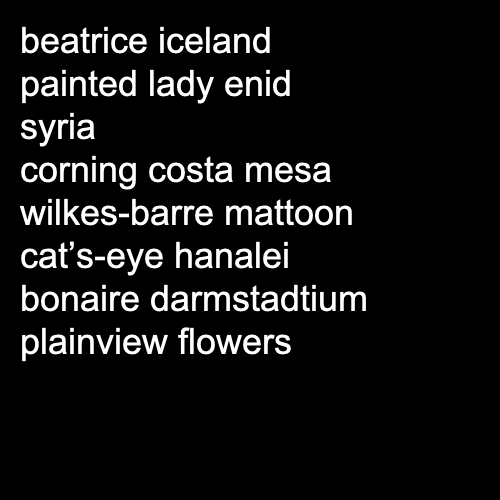 beatrice iceland
painted lady enid
syria
corning costa mesa
wilkes-barre mattoon
cat’s-eye hanalei
bonaire darmstadtium
plainview flowers